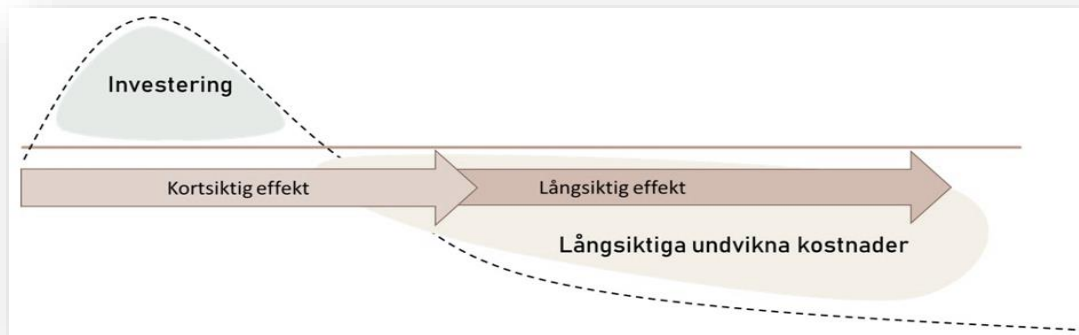 Investering
Kortsiktig effekt
Långsiktig effekt
Långsiktiga undvikna kostnader